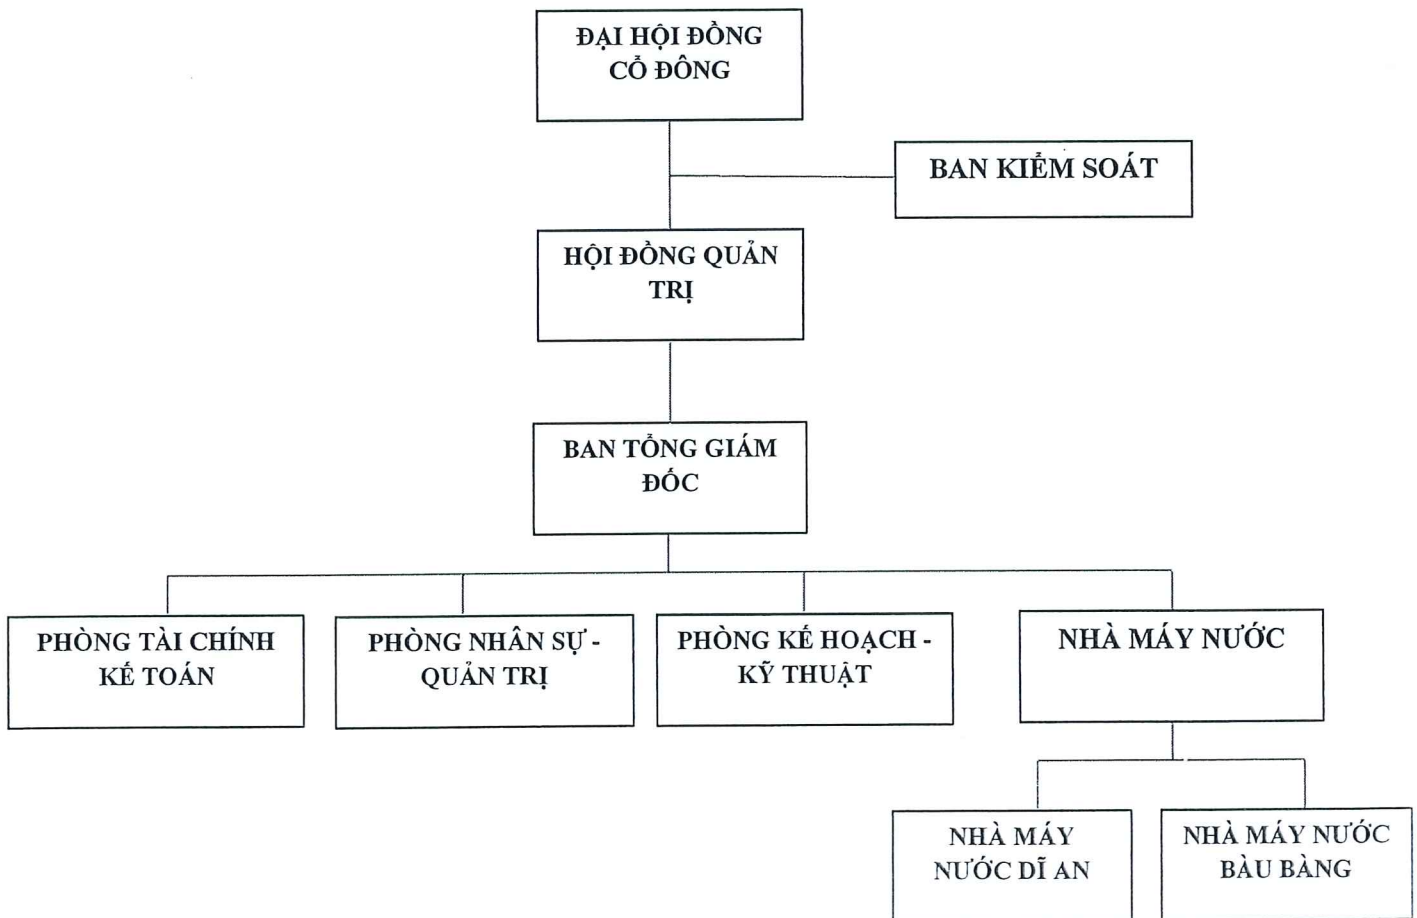 ĐẠI HỘI ĐỒNG
CỔ ĐÔNG
BAN KIỂM SOÁT
HỘI ĐỒNG QUẢN
TRỊ
BAN TỔNG GIÁM
ĐỐC
PHÒNG TÀI CHÍNH
KẾ TOÁN
PHÒNG NHÂN SỰ -
QUẢN TRỊ
PHÒNG KẾ HOẠCH -
KỸ THUẬT
NHÀ MÁY NƯỚC
NHÀ MÁY
NƯỚC DĨ AN
NHÀ MÁY NƯỚC
BÀU BÀNG